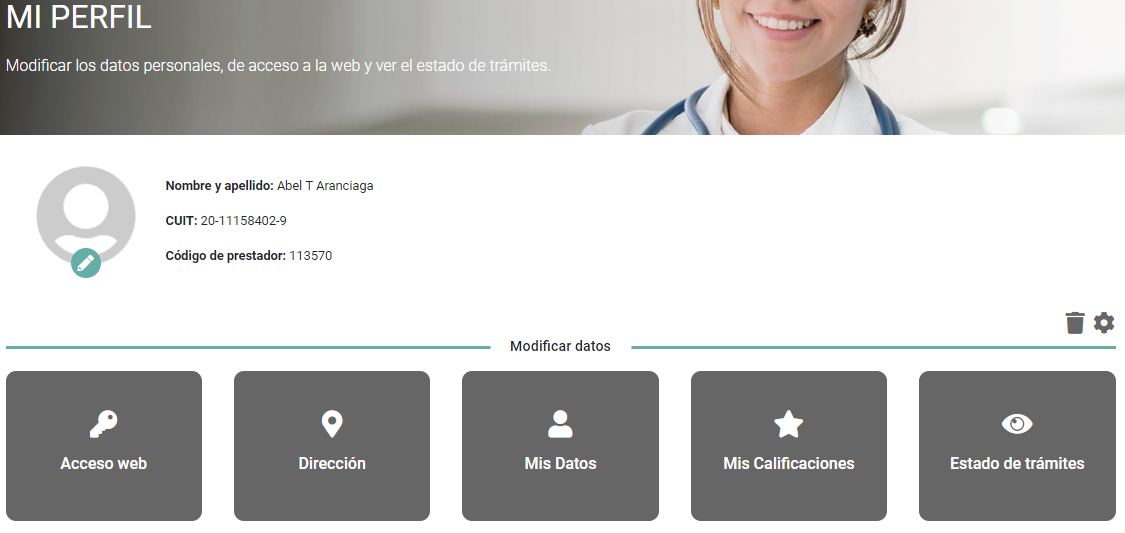 MI PERFIL
Modificar los datos personales, de acceso a la web y ver el estado de trámites.
Nombre y apellido: Abel T Aranciaga
CUIT: 20-11158402-9
Código de prestador: 113570
Modificar datos
Acceso web
Dirección
Mis Datos
Mis Calificaciones
Estado de trámites